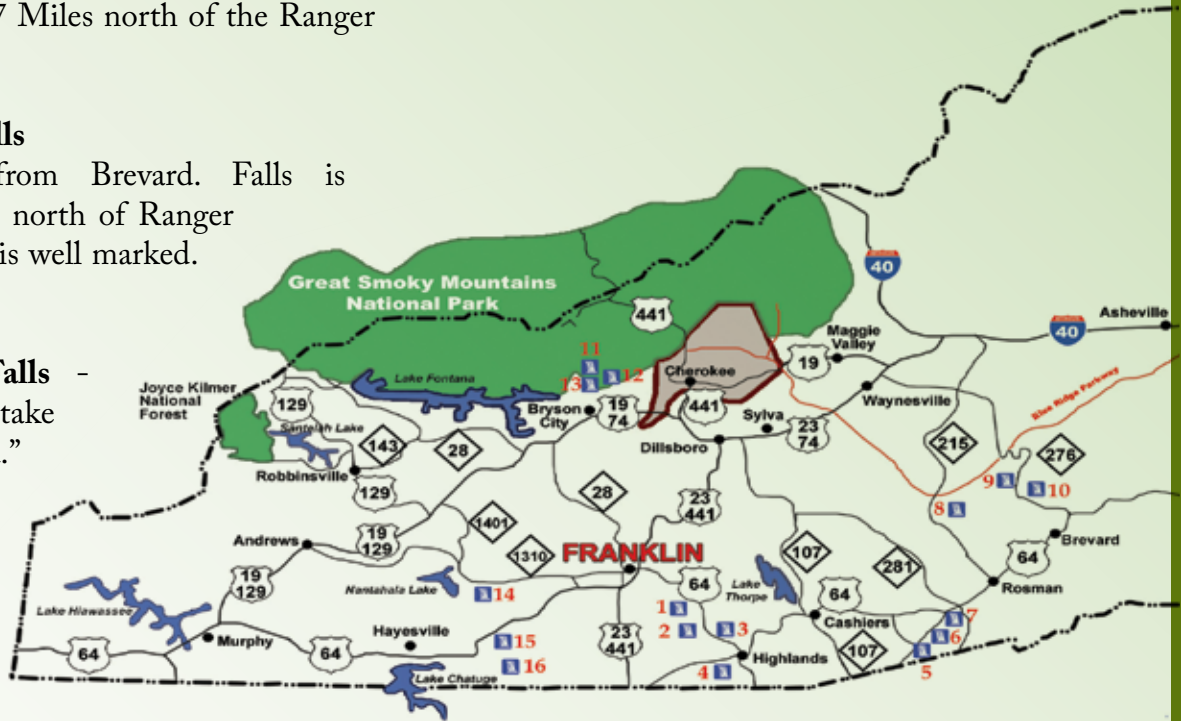 7 Miles north of the Ranger
lls
from Brevard. Falls is
north of Ranger
is well marked.
Falls -
take
.”
Great Smoky Mountains
National Park
441
40
40
Asheville
Maggie
Valley
19
Joyce Kilmer
National
Forest
129
Lake Fontana
11
13
12
Cherokee
Bryson
City
19
74
441
Sylva
23
74
Waynesville
Blue Ridge Parkway
Santelah Lake
143
28
Dillsboro
215
276
Robbinsville
129
28
23
441
9
10
8
1401
Andrews
19
129
1310
FRANKLIN
107
281
Brevard
64
19
129
Nantahala Lake
14
64
Lake
Thorpe
64
Rosman
Lake Hiawassee
1
Cashiers
7
Murphy
Hayesville
15
23
441
2
3
6
64
64
16
4
Highlands
107
5
Lake Chatuge